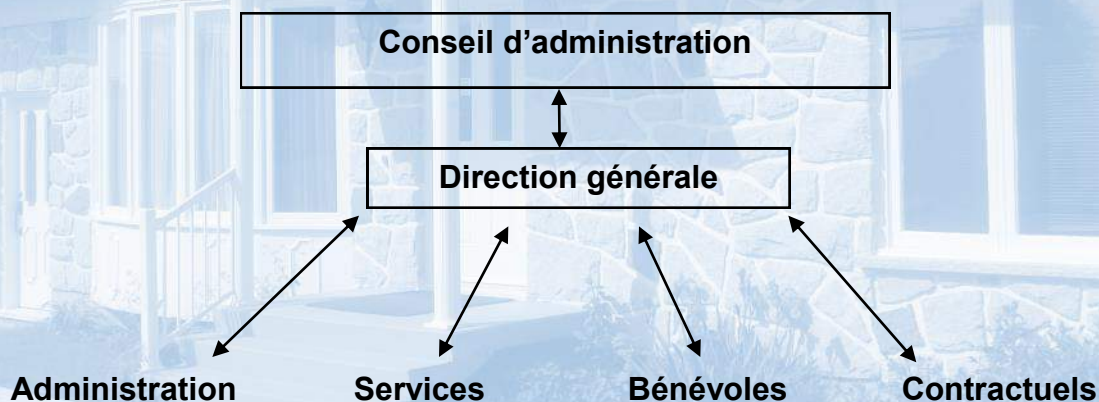 Conseil d’administration
Direction générale
Administration Services Bénévoles Contractuels